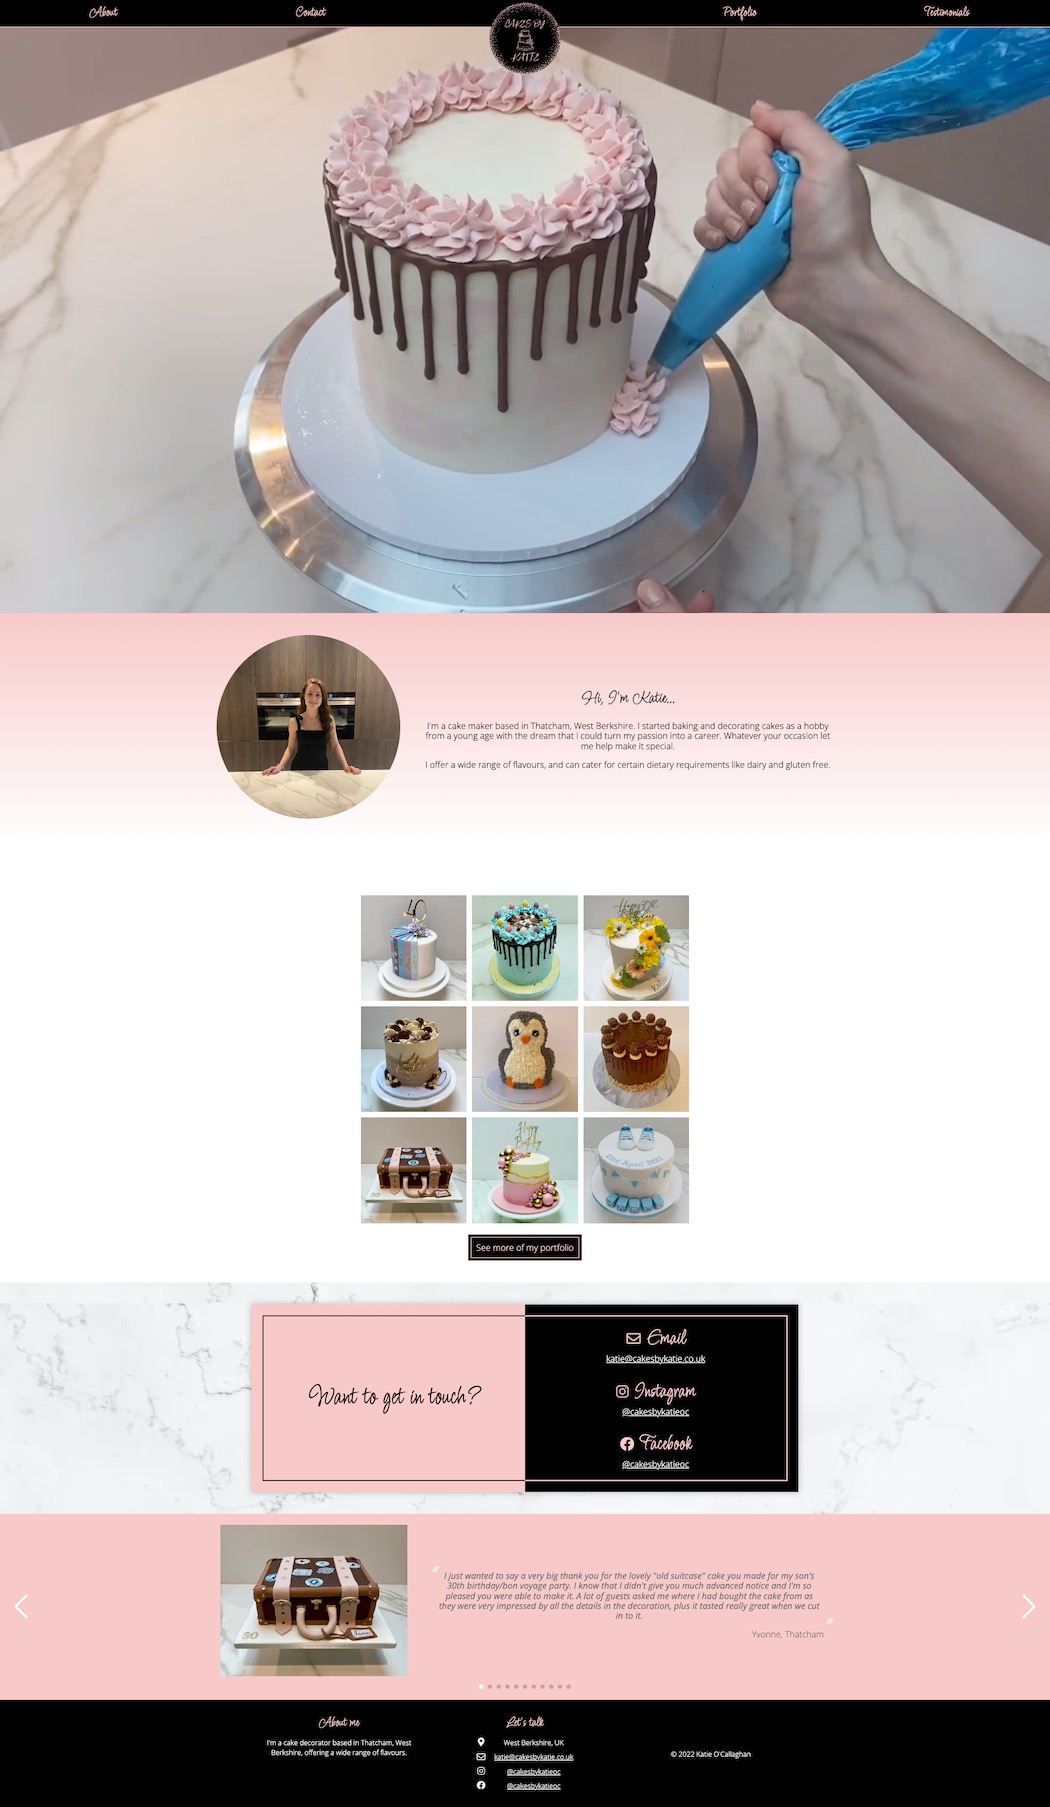 About
Contact
CAKES BY
KATIE
Portfolio
Testimonials
Hi, I'm Katie...
I'm a cake maker based in Thatcham, West Berkshire. I started baking and decorating cakes as a hobby
from a young age with the dream that I could turn my passion into a career. Whatever your occasion let
me help make it special.
I offer a wide range of flavours, and can cater for certain dietary requirements like dairy and gluten free.
40
Happy
Birthday
23rd April 2022
30
See more of my portfolio
Want to get in touch?
Email
katie@cakesbykatie.co.uk
Instagram
@cakesbykatieoc
Facebook
@cakesbykatieoc
30
" I just wanted to say a very big thank you for the lovely "old suitcase" cake you made for my son's
30th birthday/bon voyage party. I know that I didn't give you much advanced notice and I'm so
pleased you were able to make it. A lot of guests asked me where I had bought the cake from as
they were very impressed by all the details in the decoration, plus it tasted really great when we cut
in to it. "
Yvonne, Thatcham
About me
I'm a cake decorator based in Thatcham, West
Berkshire, offering a wide range of flavours.
Let's talk
West Berkshire, UK
katie@cakesbykatie.co.uk
@cakesbykatieoc
@cakesbykatieoc
© 2022 Katie O'Callaghan